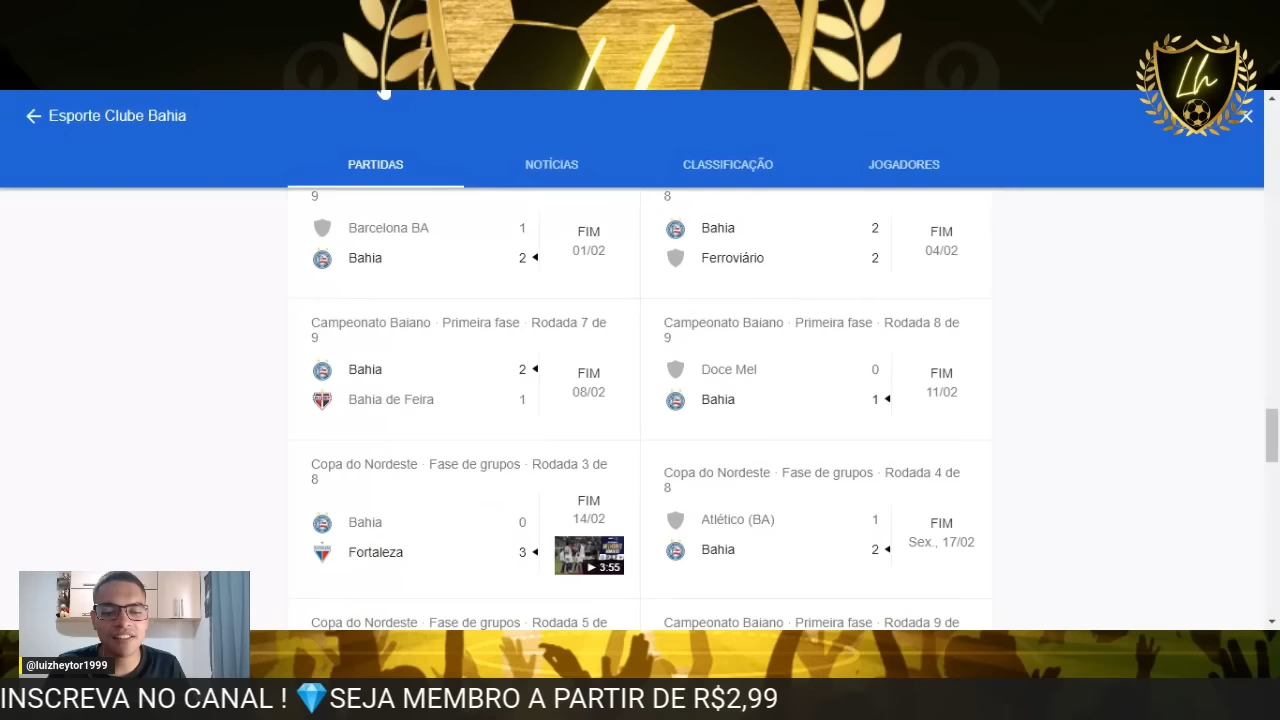 Lh
Lh
Esporte Clube Bahia
PARTIDAS
NOTÍCIAS
CLASSIFICAÇÃO
JOGADORES
9
Barcelona BA 1
Bahia 2
FIM
01/02
8
Bahia 2
Ferroviário 2
FIM
04/02
Campeonato Baiano · Primeira fase · Rodada 7 de
9
Bahia 2
Bahia de Feira 1
FIM
08/02
Campeonato Baiano · Primeira fase · Rodada 8 de
9
Doce Mel 0
Bahia 1
FIM
11/02
Copa do Nordeste · Fase de grupos · Rodada 3 de
8
Bahia 0
Fortaleza 3
FIM
14/02
3:55
Copa do Nordeste · Fase de grupos · Rodada 4 de
8
Atlético (BA) 1
Bahia 2
FIM
Sex., 17/02
Copa do Nordeste · Fase de grupos · Rodada 5 de
Campeonato Baiano · Primeira fase · Rodada 9 de
@luizheytor1999
INSCREVA NO CANAL ! 💎SEJA MEMBRO A PARTIR DE R$2,99